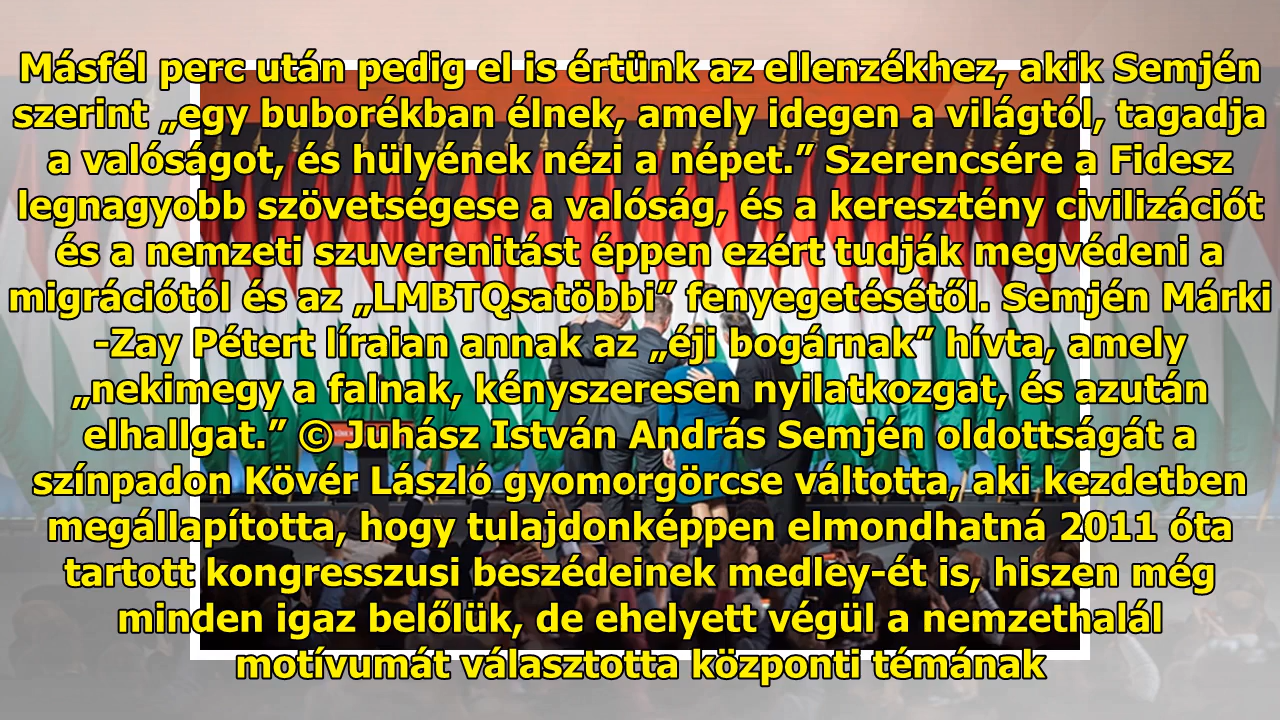 Másfél perc után pedig el is értünk az ellenzékhez, akik Semjén
szerint „egy buborékban élnek, amely idegen a világtól, tagadja
a valóságot, és hülyének nézi a népet.” Szerencsére a Fidesz
legnagyobb szövetségese a valóság, és a keresztény civilizációt
és a nemzeti szuverenitást éppen ezért tudják megvédeni a
migrációtól és az „LMBTQsatöbbi” fenyegetésétől. Semjén Márki
-Zay Pétert líraian annak az „éji bogárnak” hívta, amely
„nekimegy a falnak, kényszeresen nyilatkozgat, és azután
elhallgat.” © Juhász István András Semjén oldottságát a
színpadon Kövér László gyomorgörcse váltotta, aki kezdetben
megállapította, hogy tulajdonképpen elmondhatná 2011 óta
tartott kongresszusi beszédeinek medley-ét is, hiszen még
minden igaz belőlük, de ehelyett végül a nemzethalál
motívumát választotta központi témának